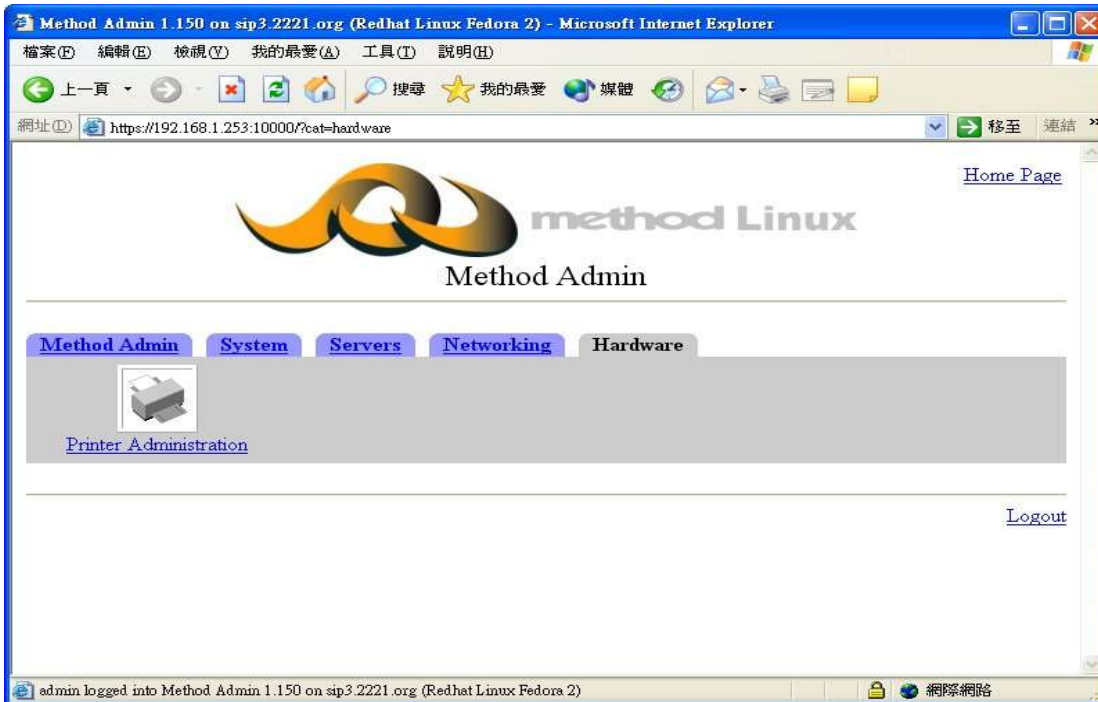 Method Admin 1.150 on sip3.2221.org (Redhat Linux Fedora 2) - Microsoft Internet Explorer
檔案(F) 編輯(E) 檢視(V) 我的最愛(A) 工具(T) 說明(H)
上一頁 搜尋 我的最愛 媒體
網址(D) https://192.168.1.253:10000/?cat=hardware 移至 連結 »
Home Page
method Linux
Method Admin
Method Admin System Servers Networking Hardware
Printer Administration
Logout
admin logged into Method Admin 1.150 on sip3.2221.org (Redhat Linux Fedora 2) 網際網路